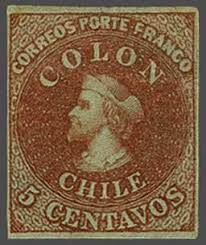 CORREOS PORTE FRANCO
COLON
CHILE
5 CENTAVOS